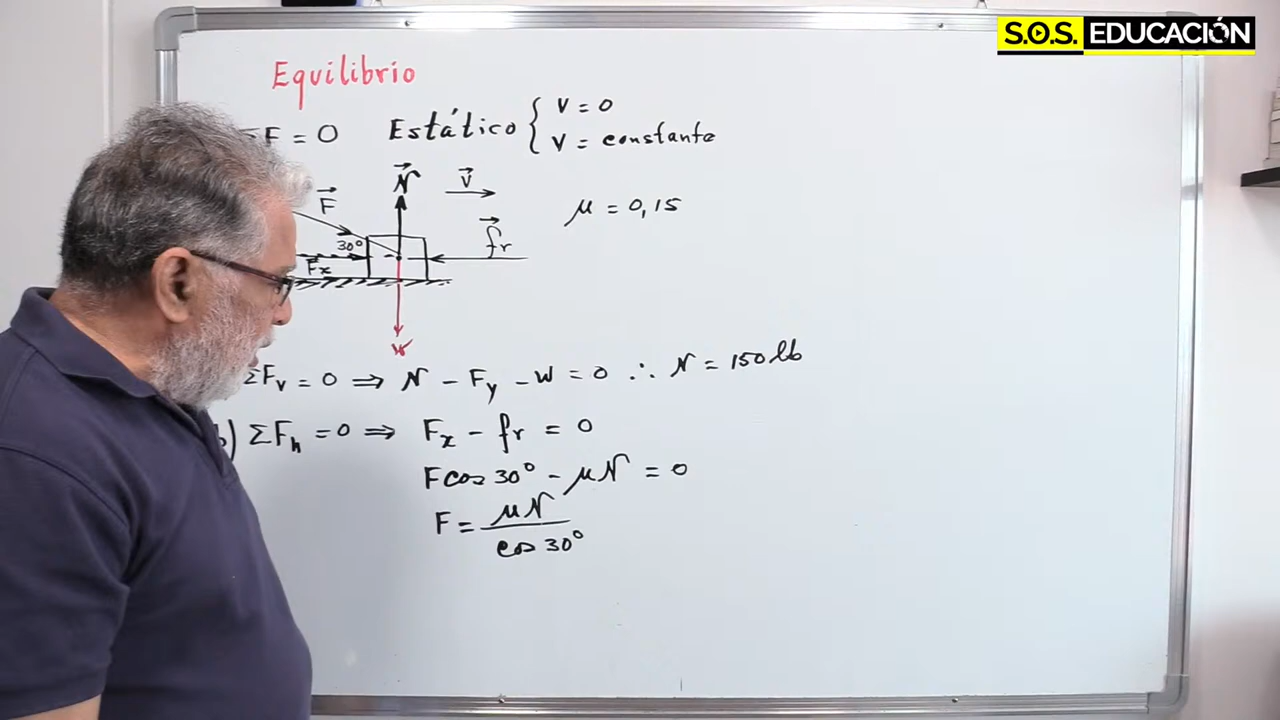 S.O.S. EDUCACIÓN
Equilibrio
F = 0 Estático { V = 0
V = constante
N⃗ V⃗
F⃗ μ = 0,15
30° f⃗r
Fx
W
ΣFv = 0 ⇒ N - Fy - W = 0 ∴ N = 150 lb
b) ΣFh = 0 ⇒ Fx - fr = 0
F cos 30° - μN = 0
F = μN / cos 30°